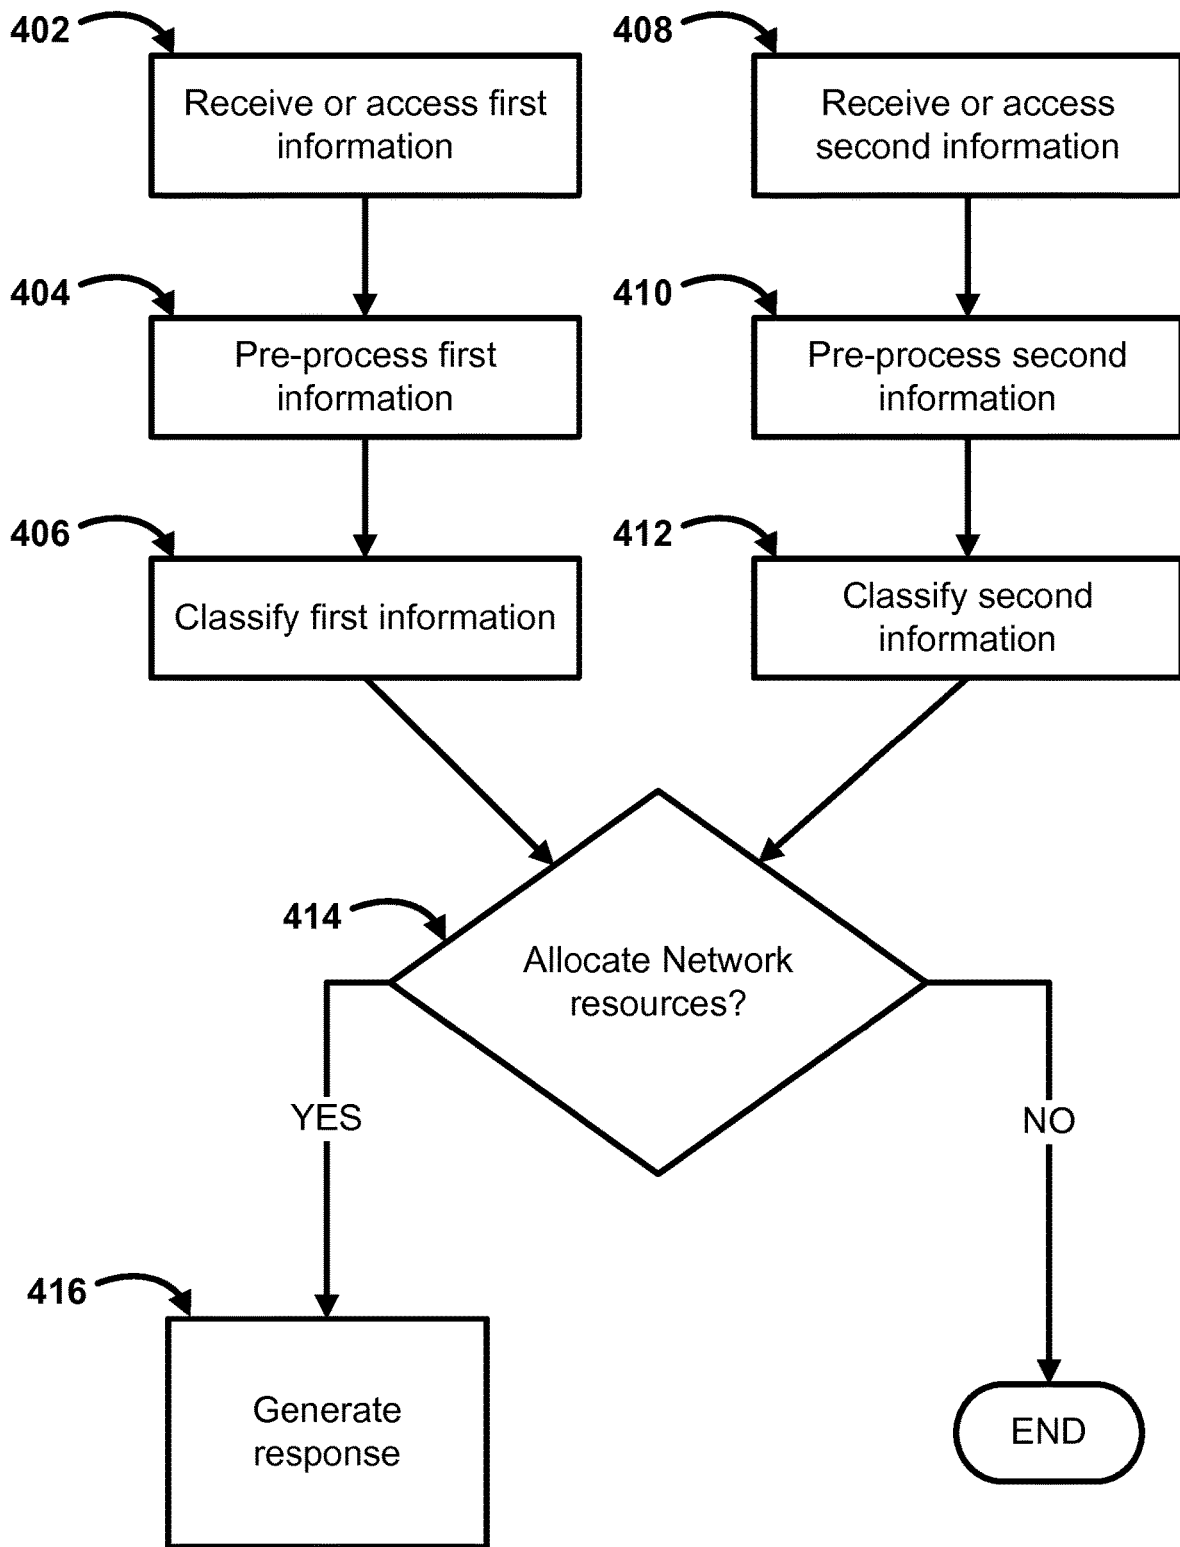 402
Receive or access first
information
408
Receive or access
second information
404
Pre-process first
information
410
Pre-process second
information
406
Classify first information
412
Classify second
information
414
Allocate Network
resources?
YES
NO
416
Generate
response
END